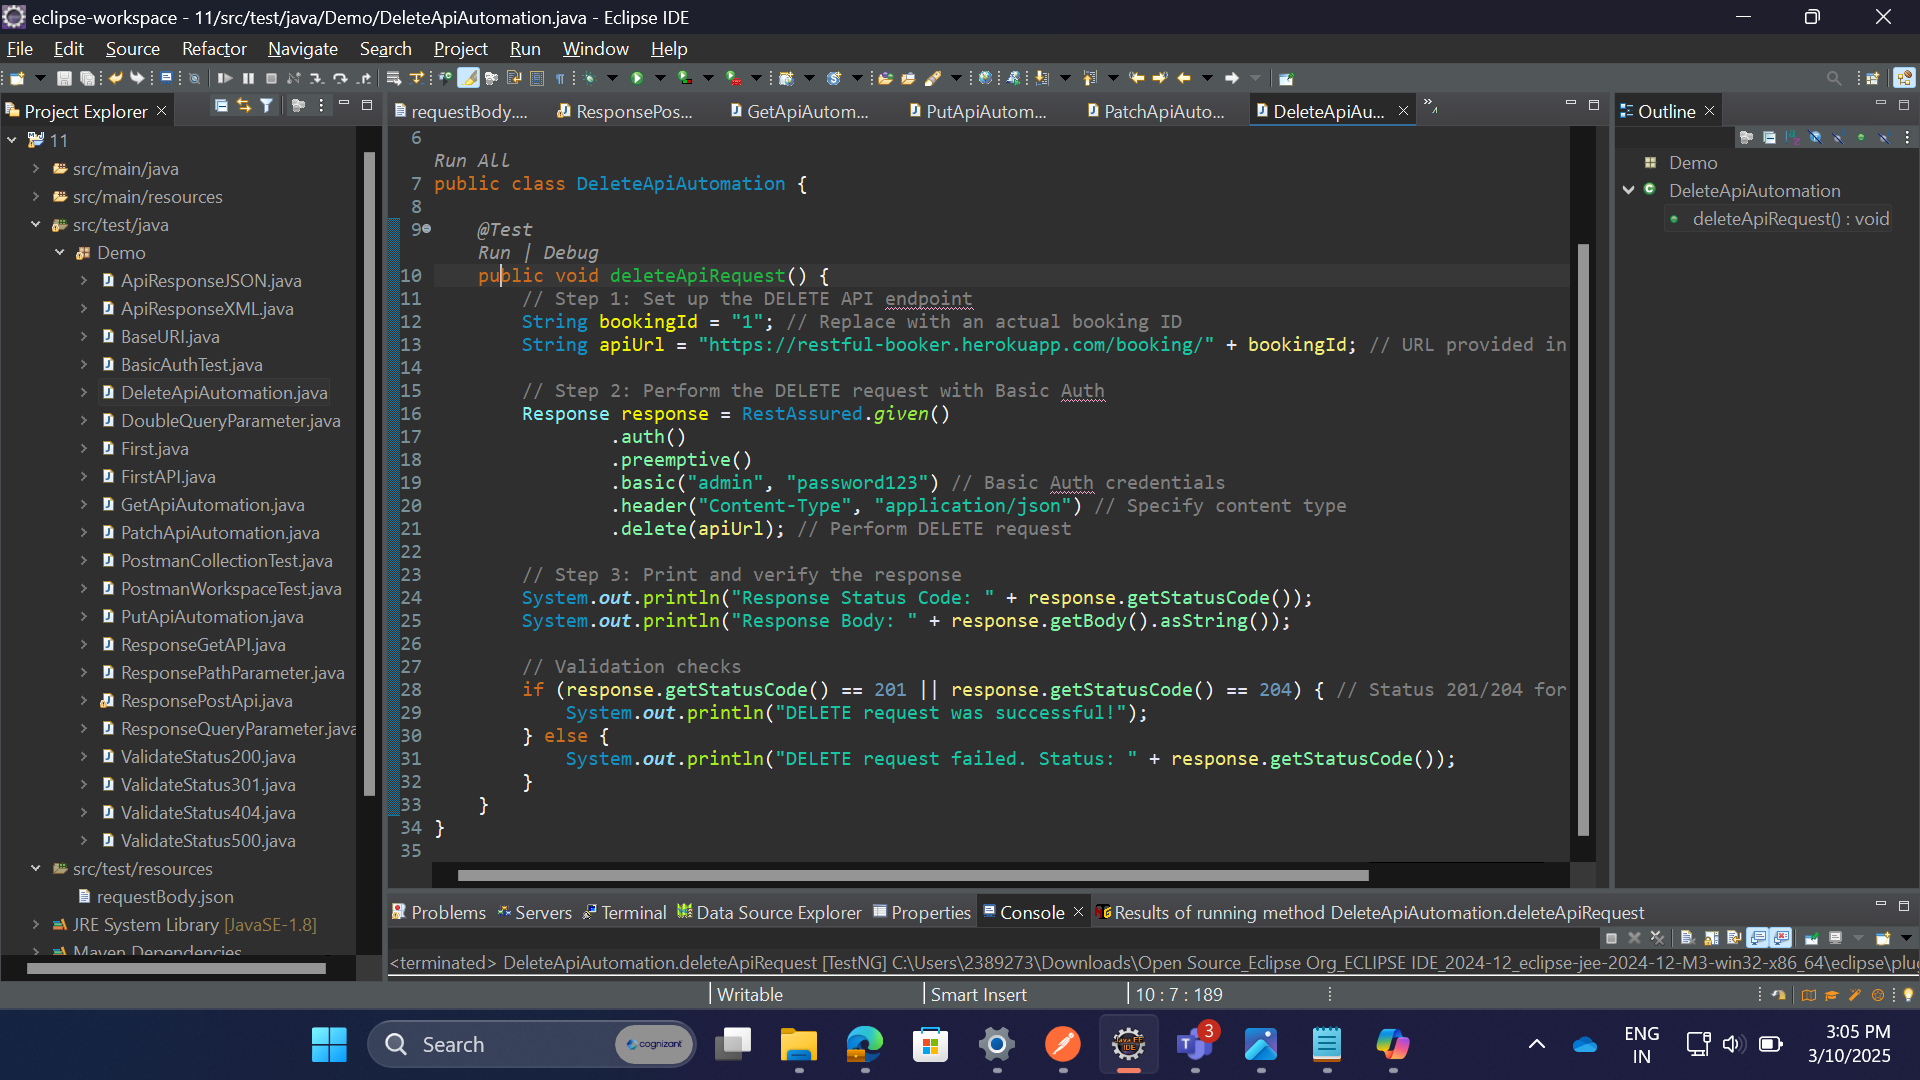 eclipse-workspace - 11/src/test/java/Demo/DeleteApiAutomation.java - Eclipse IDE
File Edit Source Refactor Navigate Search Project Run Window Help
Project Explorer
11
src/main/java
src/main/resources
src/test/java
Demo
ApiResponseJSON.java
ApiResponseXML.java
BaseURI.java
BasicAuthTest.java
DeleteApiAutomation.java
DoubleQueryParameter.java
First.java
FirstAPI.java
GetApiAutomation.java
PatchApiAutomation.java
PostmanCollectionTest.java
PostmanWorkspaceTest.java
PutApiAutomation.java
ResponseGetAPI.java
ResponsePathParameter.java
ResponsePostApi.java
ResponseQueryParameter.java
ValidateStatus200.java
ValidateStatus301.java
ValidateStatus404.java
ValidateStatus500.java
src/test/resources
requestBody.json
JRE System Library [JavaSE-1.8]
Maven Dependencies
requestBody.... ResponsePos... GetApiAutom... PutApiAutom... PatchApiAuto... DeleteApiAu...
6
Run All
7 public class DeleteApiAutomation {
8
9 @Test
Run | Debug
10 public void deleteApiRequest() {
11 // Step 1: Set up the DELETE API endpoint
12 String bookingId = "1"; // Replace with an actual booking ID
13 String apiUrl = "https://restful-booker.herokuapp.com/booking/" + bookingId; // URL provided in
14
15 // Step 2: Perform the DELETE request with Basic Auth
16 Response response = RestAssured.given()
17 .auth()
18 .preemptive()
19 .basic("admin", "password123") // Basic Auth credentials
20 .header("Content-Type", "application/json") // Specify content type
21 .delete(apiUrl); // Perform DELETE request
22
23 // Step 3: Print and verify the response
24 System.out.println("Response Status Code: " + response.getStatusCode());
25 System.out.println("Response Body: " + response.getBody().asString());
26
27 // Validation checks
28 if (response.getStatusCode() == 201 || response.getStatusCode() == 204) { // Status 201/204 for
29 System.out.println("DELETE request was successful!");
30 } else {
31 System.out.println("DELETE request failed. Status: " + response.getStatusCode());
32 }
33 }
34 }
35
Outline
Demo
DeleteApiAutomation
deleteApiRequest() : void
Problems Servers Terminal Data Source Explorer Properties Console Results of running method DeleteApiAutomation.deleteApiRequest
<terminated> DeleteApiAutomation.deleteApiRequest [TestNG] C:\Users\2389273\Downloads\Open Source_Eclipse Org_ECLIPSE IDE_2024-12_eclipse-jee-2024-12-M3-win32-x86_64\eclipse\plu
Writable Smart Insert 10 : 7 : 189
Search cognizant
Java EE
IDE
3
ENG
IN
3:05 PM
3/10/2025